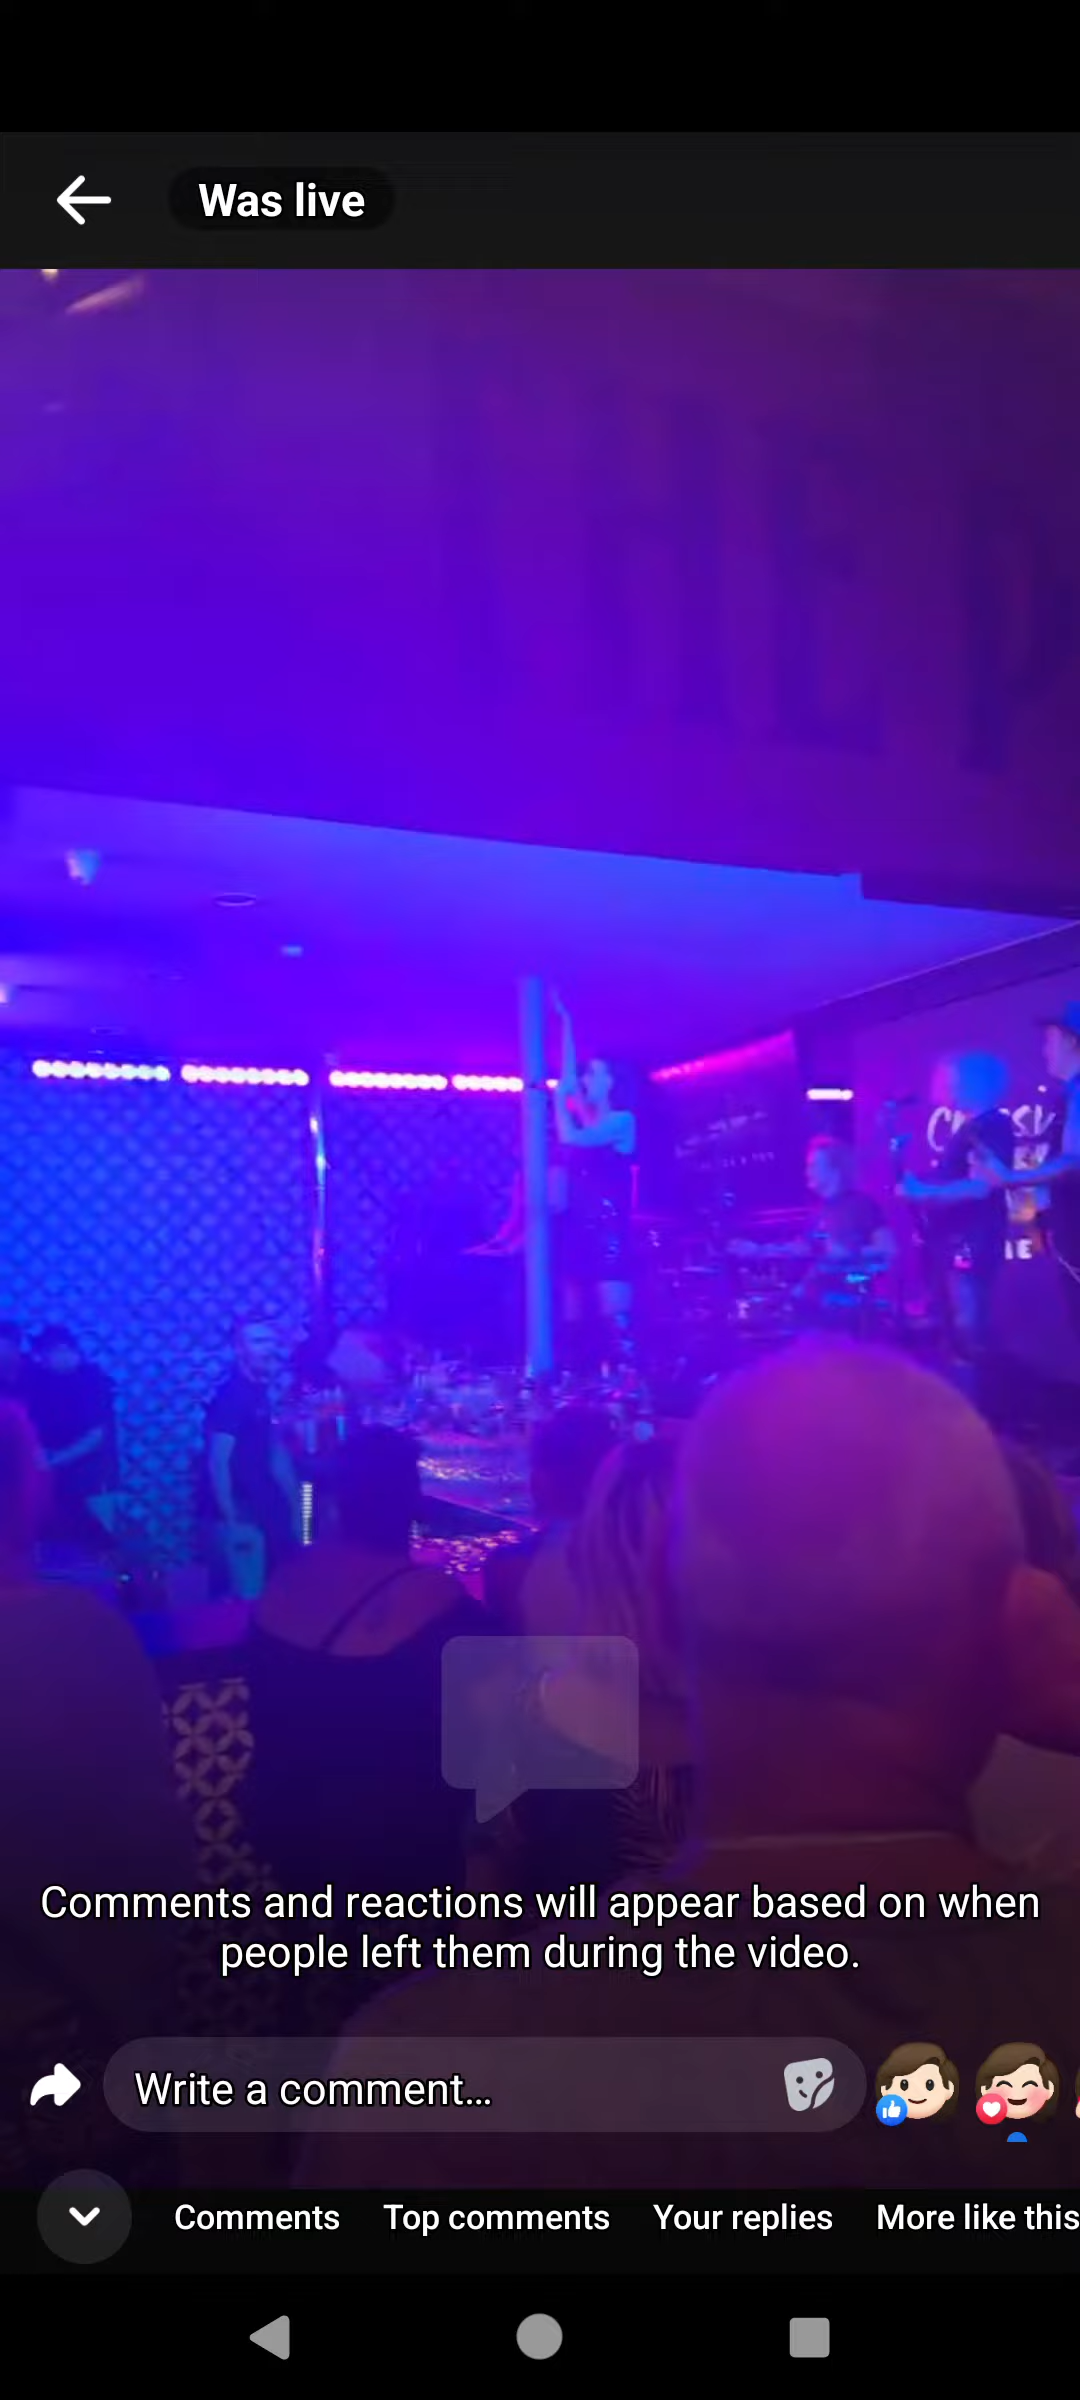 Was live
Comments and reactions will appear based on when
people left them during the video.
Write a comment...
Comments Top comments Your replies More like this